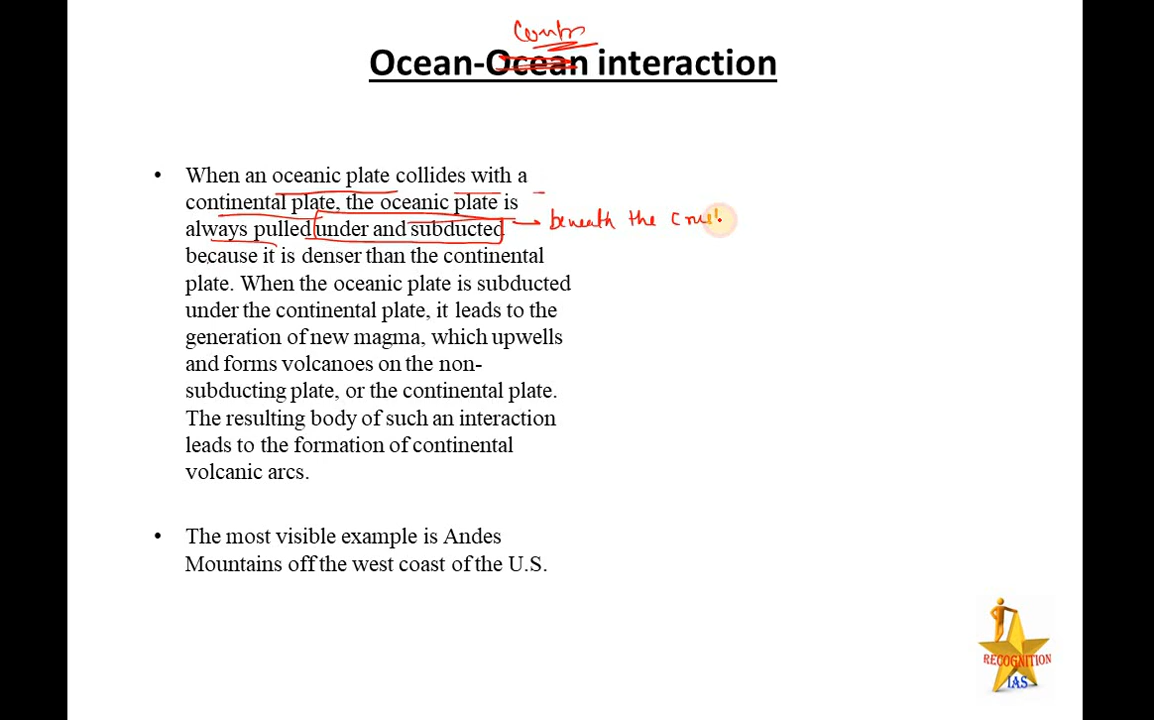 Ocean-Ocean interaction
• When an oceanic plate collides with a
continental plate, the oceanic plate is
always pulled under and subducted → beneath the
because it is denser than the continental
plate. When the oceanic plate is subducted
under the continental plate, it leads to the
generation of new magma, which upwells
and forms volcanoes on the non-
subducting plate, or the continental plate.
The resulting body of such an interaction
leads to the formation of continental
volcanic arcs.
• The most visible example is Andes
Mountains off the west coast of the U.S.
RECOGNITION
IAS